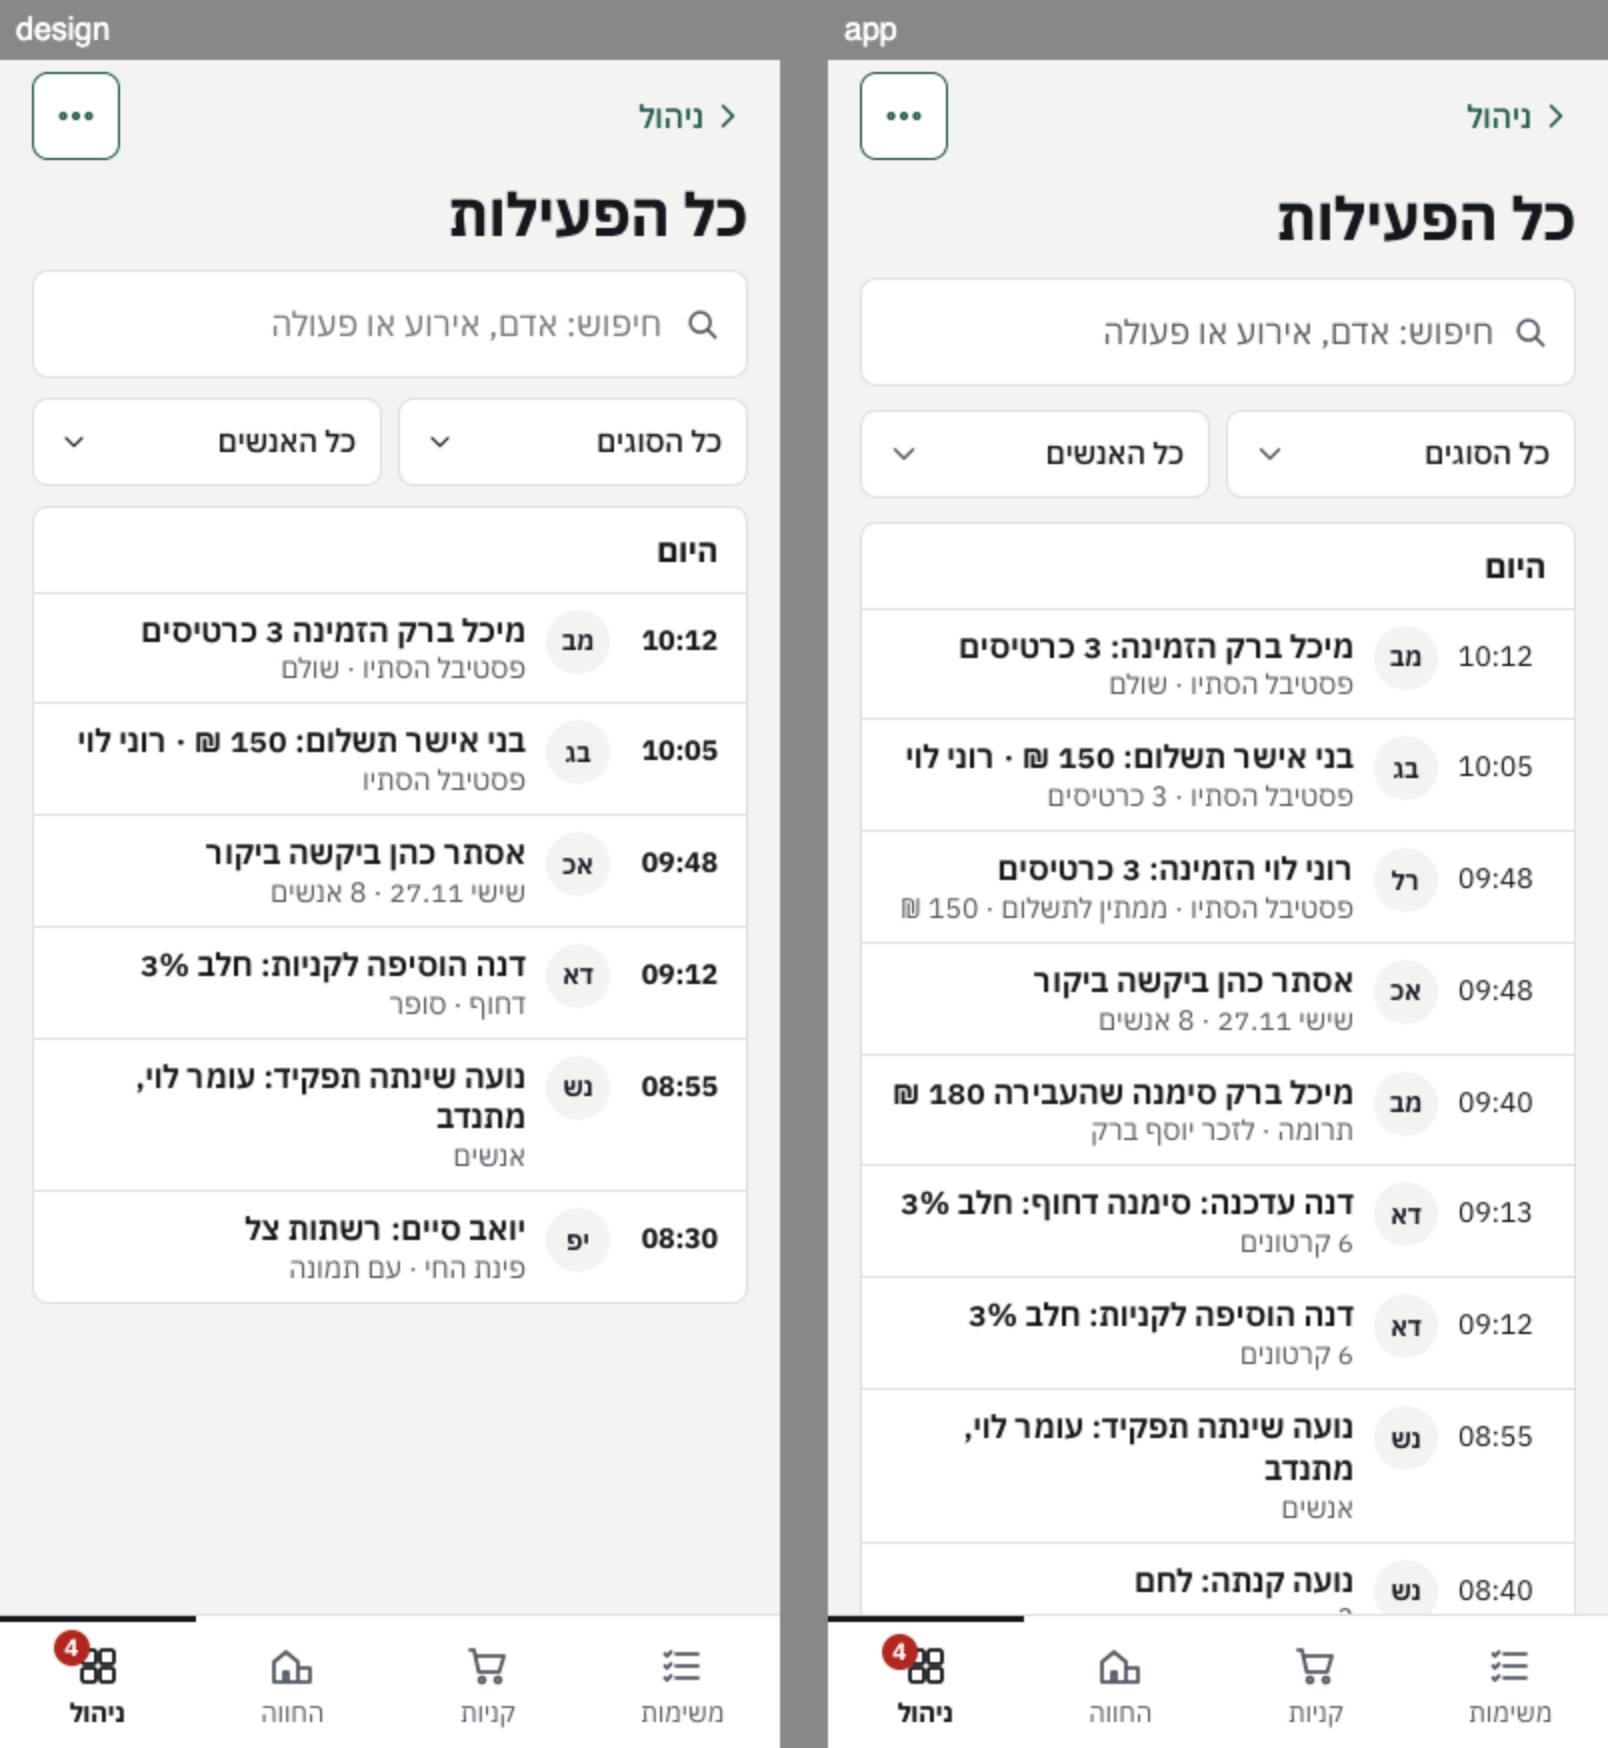 design
ניהול
כל הפעילות
חיפוש: אדם, אירוע או פעולה
כל הסוגים
כל האנשים
היום
10:12 מב מיכל ברק הזמינה 3 כרטיסים
פסטיבל הסתיו · שולם
10:05 בג בני אישר תשלום: 150 ₪ · רוני לוי
פסטיבל הסתיו
09:48 אכ אסתר כהן ביקשה ביקור
שישי 27.11 · 8 אנשים
09:12 דא דנה הוסיפה לקניות: חלב 3%
דחוף · סופר
08:55 נש נועה שינתה תפקיד: עומר לוי,
מתנדב
אנשים
08:30 יפ יואב סיים: רשתות צל
פינת החי · עם תמונה
משימות
קניות
החווה
4
ניהול
app
ניהול
כל הפעילות
חיפוש: אדם, אירוע או פעולה
כל הסוגים
כל האנשים
היום
10:12 מב מיכל ברק הזמינה: 3 כרטיסים
פסטיבל הסתיו · שולם
10:05 בג בני אישר תשלום: 150 ₪ · רוני לוי
פסטיבל הסתיו · 3 כרטיסים
09:48 רל רוני לוי הזמינה: 3 כרטיסים
פסטיבל הסתיו · ממתין לתשלום · 150 ₪
09:48 אכ אסתר כהן ביקשה ביקור
שישי 27.11 · 8 אנשים
09:40 מב מיכל ברק סימנה שהעבירה 180 ₪
תרומה · לזכר יוסף ברק
09:13 דא דנה עדכנה: סימנה דחוף: חלב 3%
6 קרטונים
09:12 דא דנה הוסיפה לקניות: חלב 3%
6 קרטונים
08:55 נש נועה שינתה תפקיד: עומר לוי,
מתנדב
אנשים
08:40 נש נועה קנתה: לחם
משימות
קניות
החווה
4
ניהול